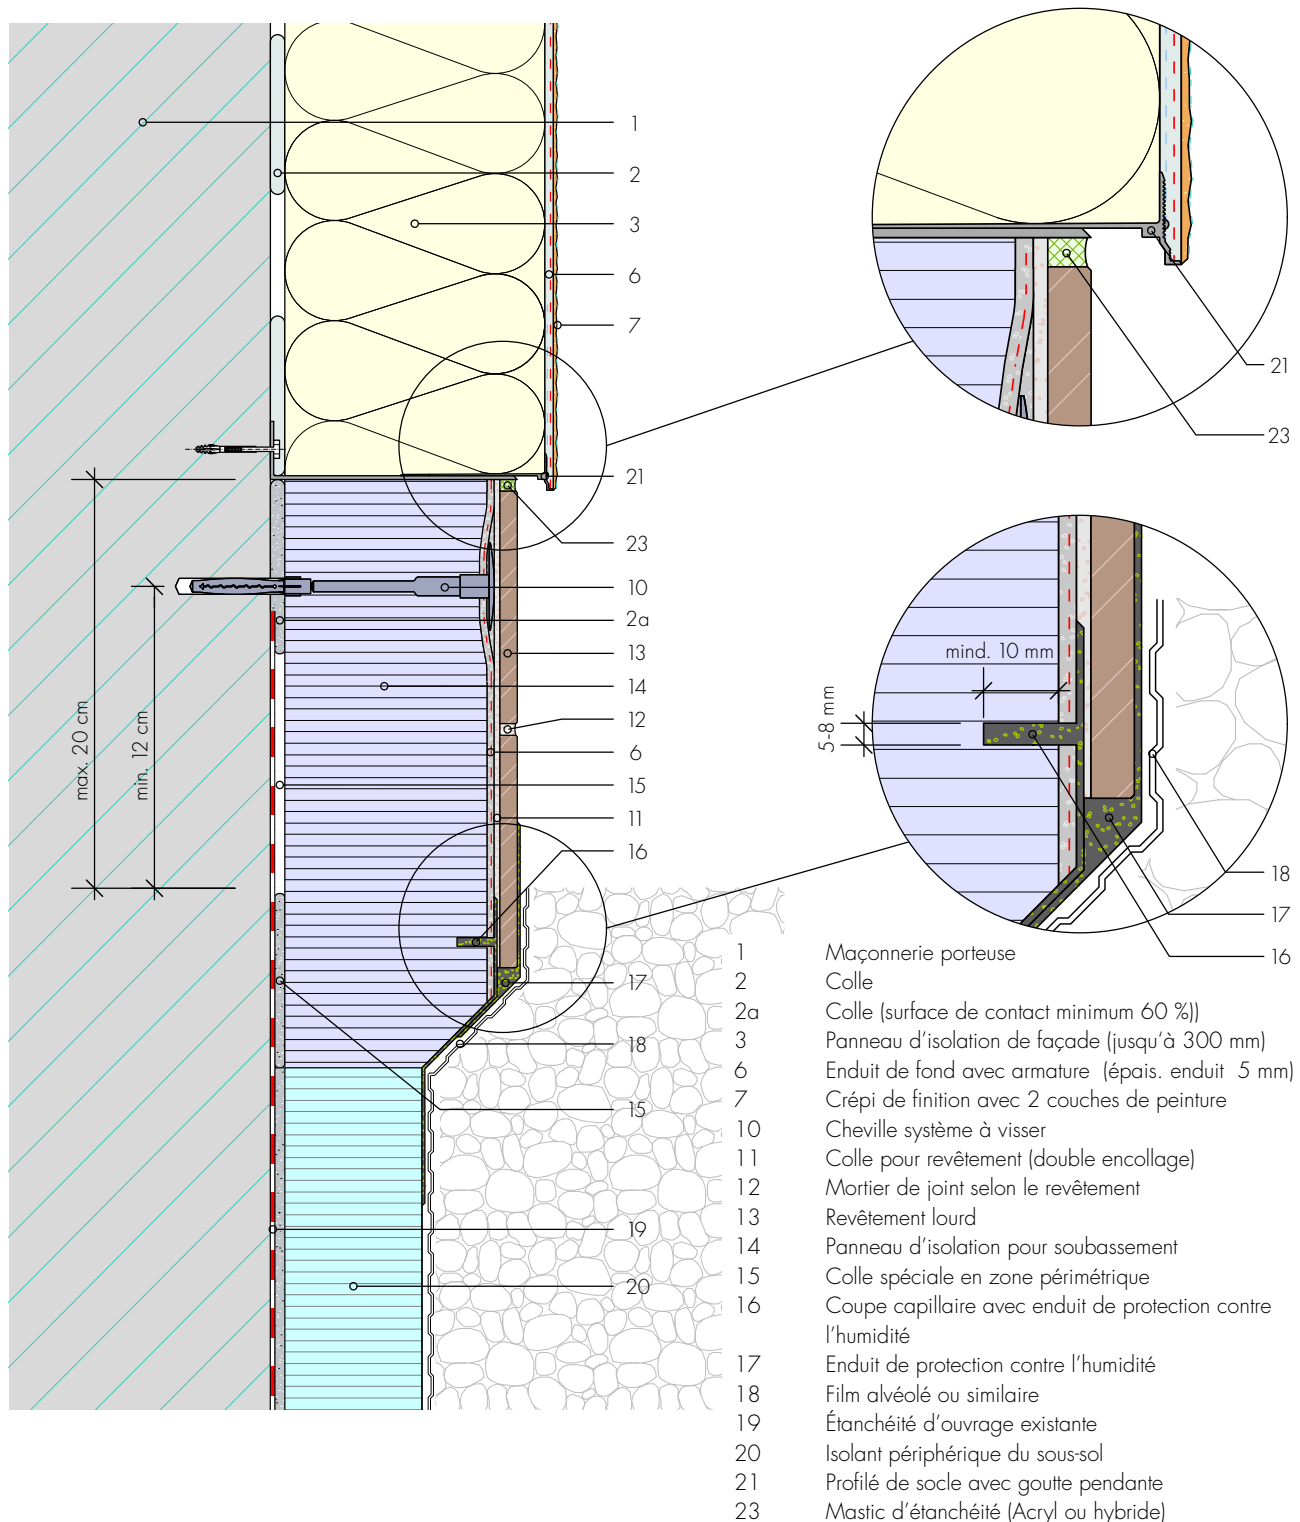 1
2
3
6
7
21
23
10
2a
13
14
12
6
15
11
16
17
18
15
19
20
max. 20 cm
min. 12 cm
21
23
mind. 10 mm
5-8 mm
18
17
16
1 Maçonnerie porteuse
2 Colle
2a Colle (surface de contact minimum 60 %))
3 Panneau d'isolation de façade (jusqu'à 300 mm)
6 Enduit de fond avec armature (épais. enduit 5 mm)
7 Crépi de finition avec 2 couches de peinture
10 Cheville système à visser
11 Colle pour revêtement (double encollage)
12 Mortier de joint selon le revêtement
13 Revêtement lourd
14 Panneau d'isolation pour soubassement
15 Colle spéciale en zone périmétrique
16 Coupe capillaire avec enduit de protection contre
l'humidité
17 Enduit de protection contre l'humidité
18 Film alvéolé ou similaire
19 Étanchéité d'ouvrage existante
20 Isolant périphérique du sous-sol
21 Profilé de socle avec goutte pendante
23 Mastic d'étanchéité (Acryl ou hybride)